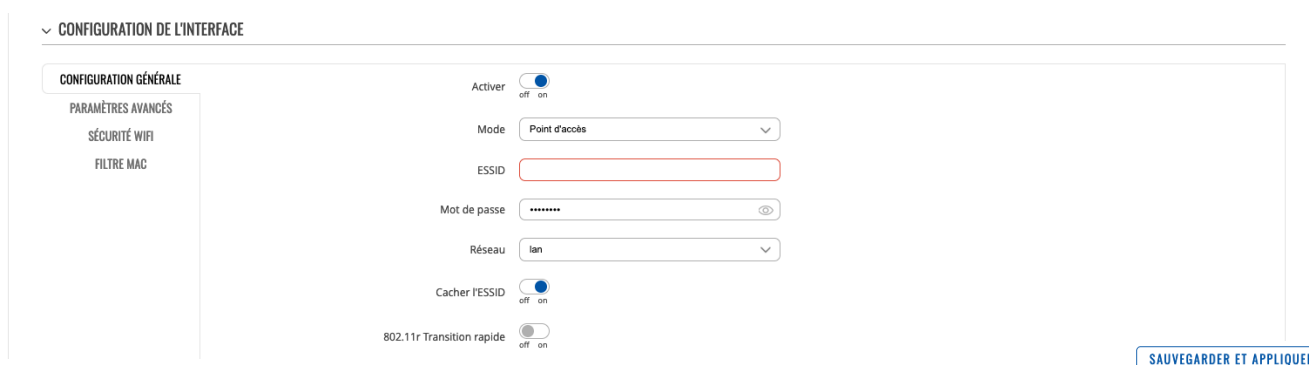 CONFIGURATION DE L'INTERFACE
CONFIGURATION GÉNÉRALE
PARAMÈTRES AVANCÉS
SÉCURITÉ WIFI
FILTRE MAC
Activer
off on
Mode Point d'accès
ESSID
Mot de passe ••••••••
Réseau lan
Cacher l'ESSID
off on
802.11r Transition rapide
off on
SAUVEGARDER ET APPLIQUER